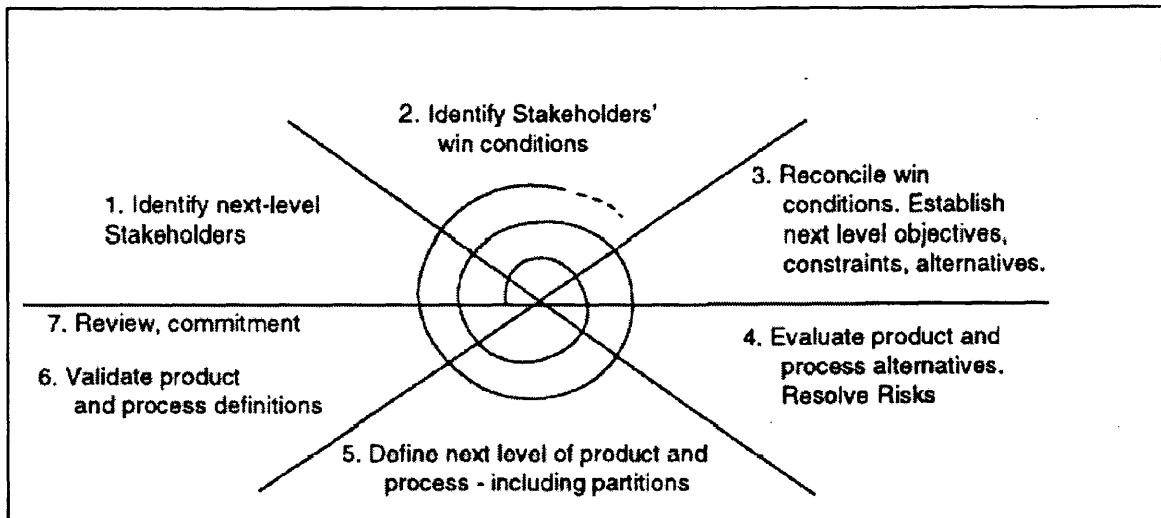 2. Identify Stakeholders'
win conditions
1. Identify next-level
Stakeholders
3. Reconcile win
conditions. Establish
next level objectives,
constraints, alternatives.
7. Review, commitment
4. Evaluate product and
process alternatives.
Resolve Risks
6. Validate product
and process definitions
5. Define next level of product and
process - including partitions